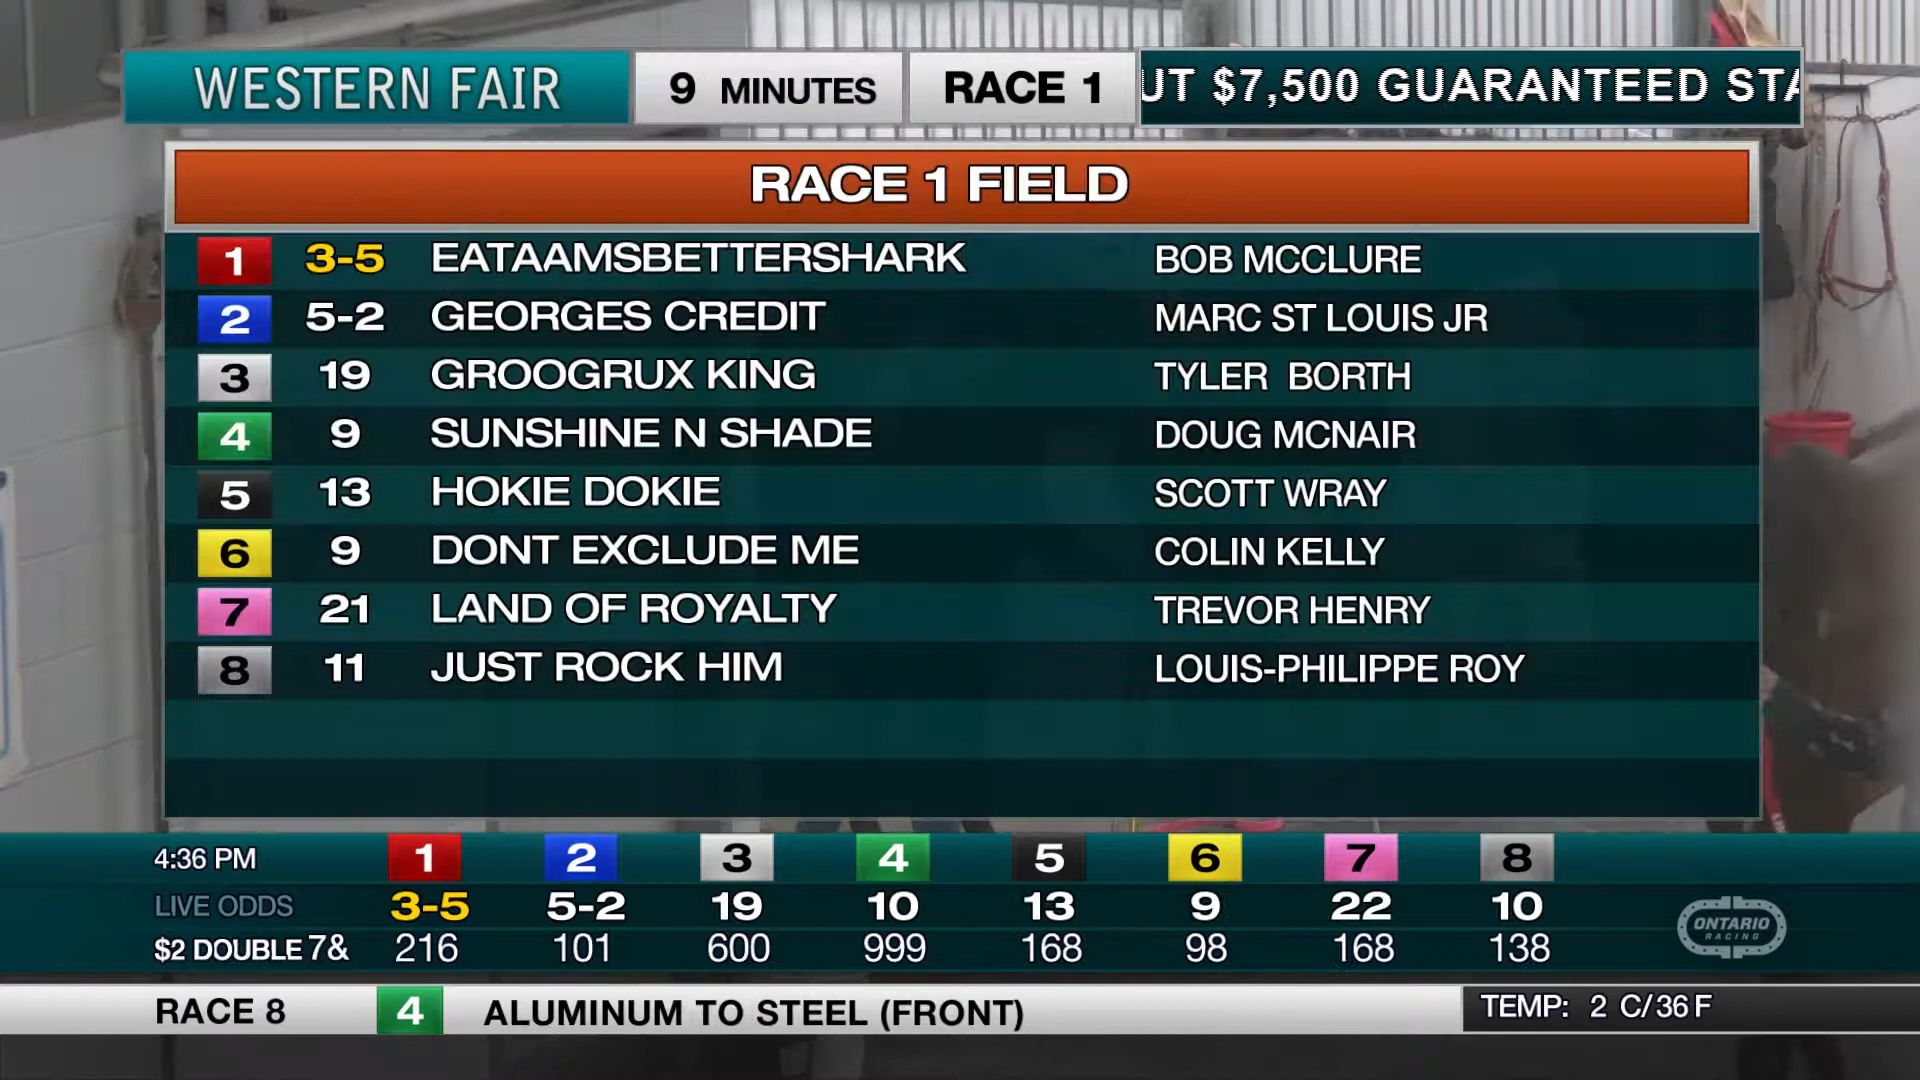 WESTERN FAIR 9 MINUTES RACE 1 UT $7,500 GUARANTEED STA
RACE 1 FIELD
1 3-5 EATAAMSBETTERSHARK BOB MCCLURE
2 5-2 GEORGES CREDIT MARC ST LOUIS JR
3 19 GROOGRUX KING TYLER BORTH
4 9 SUNSHINE N SHADE DOUG MCNAIR
5 13 HOKIE DOKIE SCOTT WRAY
6 9 DONT EXCLUDE ME COLIN KELLY
7 21 LAND OF ROYALTY TREVOR HENRY
8 11 JUST ROCK HIM LOUIS-PHILIPPE ROY
4:36 PM 1 2 3 4 5 6 7 8
LIVE ODDS 3-5 5-2 19 10 13 9 22 10
$2 DOUBLE 7& 216 101 600 999 168 98 168 138
ONTARIO
RACING
RACE 8 4 ALUMINUM TO STEEL (FRONT) TEMP: 2 C/36 F